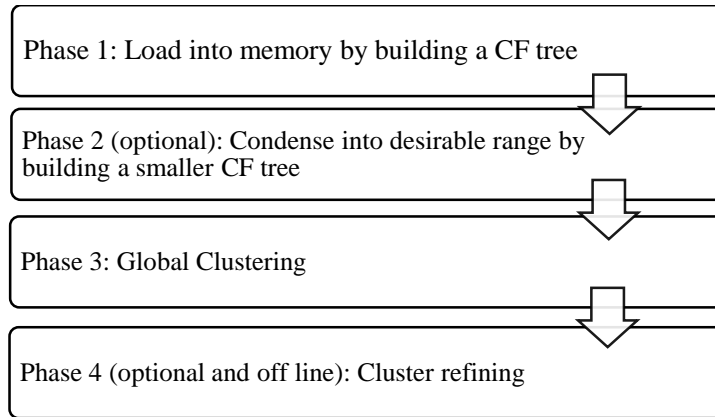 Phase 1: Load into memory by building a CF tree
Phase 2 (optional): Condense into desirable range by
building a smaller CF tree
Phase 3: Global Clustering
Phase 4 (optional and off line): Cluster refining